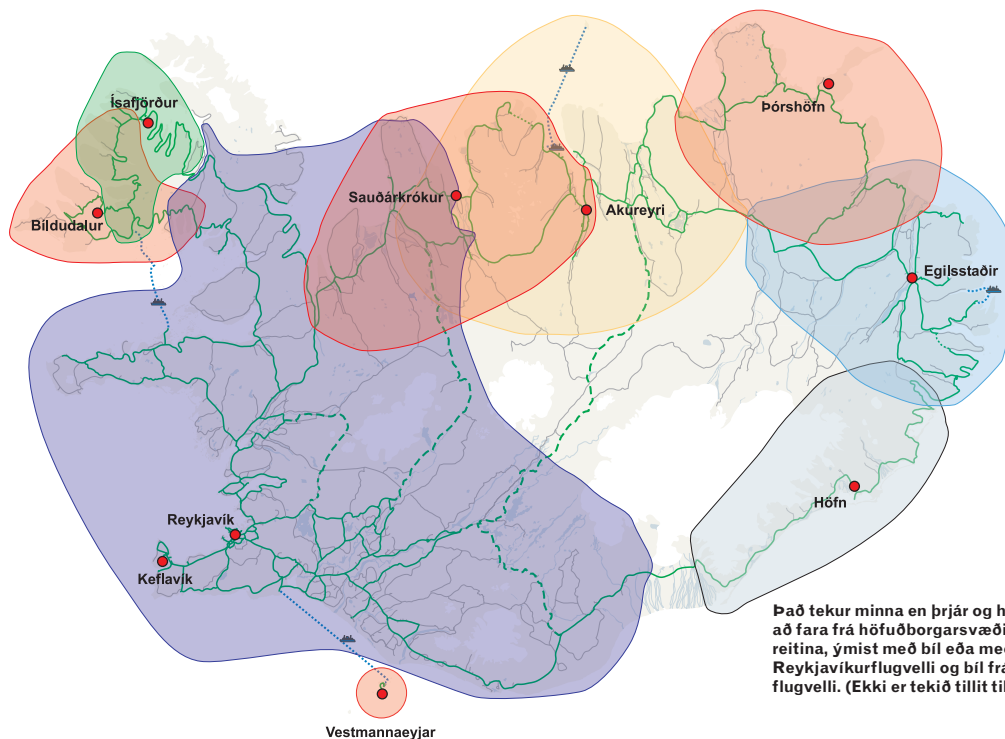 Ísafjörður
Þórshöfn
Bíldudalur
Sauðárkrókur
Akureyri
Egilsstaðir
Höfn
Reykjavík
Keflavík
Vestmannaeyjar
Það tekur minna en þrjár og h
að fara frá höfuðborgarsvæði
reitina, ýmist með bíl eða me
Reykjavíkurflugvelli og bíl frá
flugvelli. (Ekki er tekið tillit til